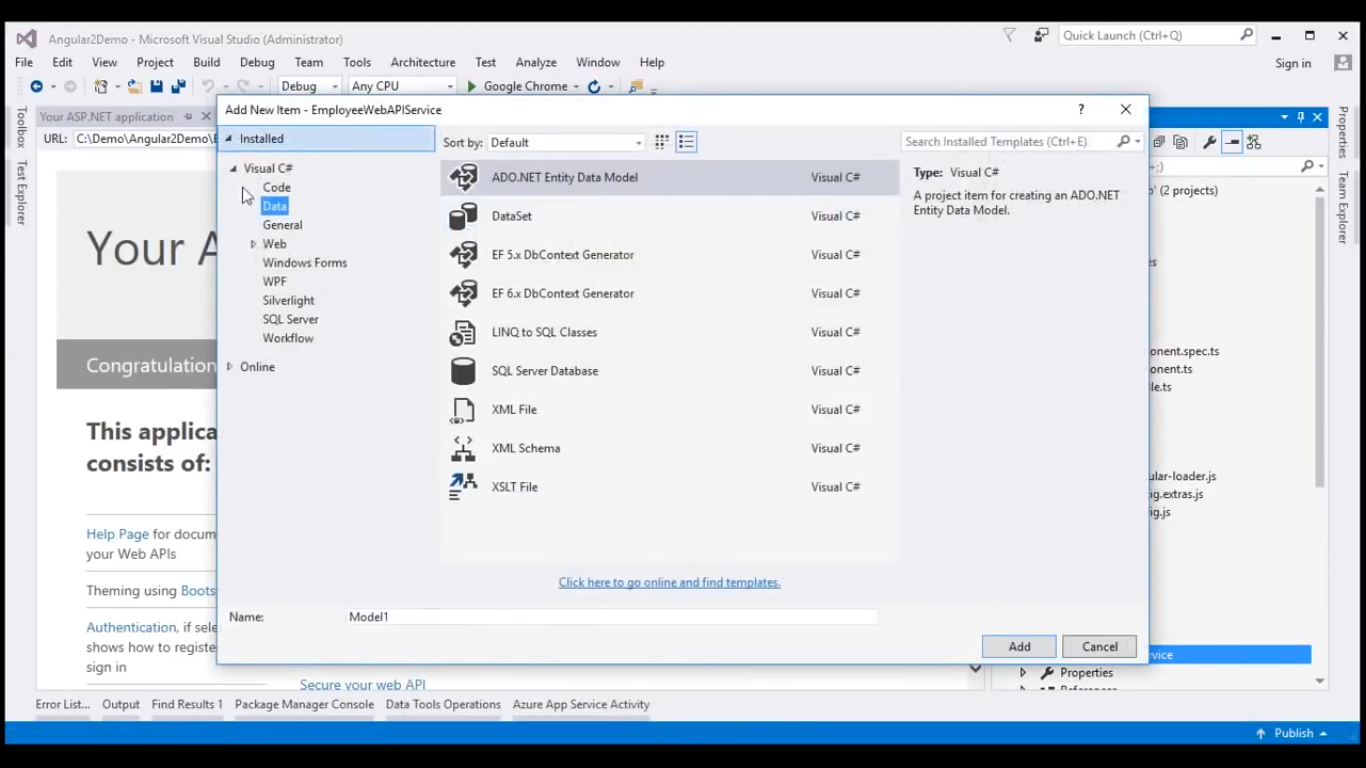 Angular2Demo - Microsoft Visual Studio (Administrator)
Quick Launch (Ctrl+Q)
File Edit View Project Build Debug Team Tools Architecture Test Analyze Window Help
Sign in
Debug Any CPU Google Chrome
Toolbox
Test Explorer
Your ASP.NET application
URL: C:\Demo\Angular2Demo\E
Your A
Congratulation
This applica
consists of:
Help Page for docum
your Web APIs
Theming using Boots
Authentication, if sele
shows how to registe
sign in
Secure your web API
Add New Item - EmployeeWebAPIService
?
Installed
Visual C#
Code
Data
General
Web
Windows Forms
WPF
Silverlight
SQL Server
Workflow
Online
Sort by: Default
Search Installed Templates (Ctrl+E)
ADO.NET Entity Data Model Visual C#
DataSet Visual C#
EF 5.x DbContext Generator Visual C#
EF 6.x DbContext Generator Visual C#
LINQ to SQL Classes Visual C#
SQL Server Database Visual C#
XML File Visual C#
XML Schema Visual C#
XSLT File Visual C#
Type: Visual C#
A project item for creating an ADO.NET
Entity Data Model.
Click here to go online and find templates.
Name: Model1
Add Cancel
+;)
o' (2 projects)
es
onent.spec.ts
onent.ts
le.ts
ular-loader.js
ig.extras.js
ig.js
vice
Properties
Properties
Team Explorer
Error List... Output Find Results 1 Package Manager Console Data Tools Operations Azure App Service Activity
Publish